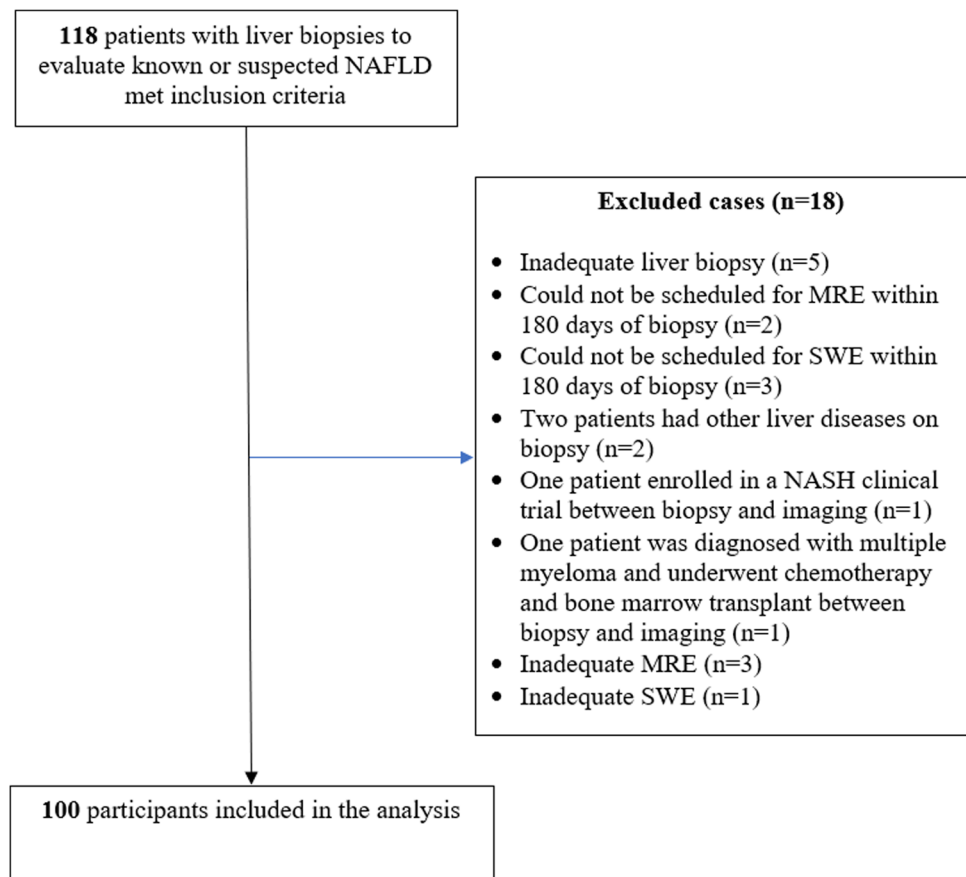 118 patients with liver biopsies to
evaluate known or suspected NAFLD
met inclusion criteria
Excluded cases (n=18)
• Inadequate liver biopsy (n=5)
• Could not be scheduled for MRE within
180 days of biopsy (n=2)
• Could not be scheduled for SWE within
180 days of biopsy (n=3)
• Two patients had other liver diseases on
biopsy (n=2)
• One patient enrolled in a NASH clinical
trial between biopsy and imaging (n=1)
• One patient was diagnosed with multiple
myeloma and underwent chemotherapy
and bone marrow transplant between
biopsy and imaging (n=1)
• Inadequate MRE (n=3)
• Inadequate SWE (n=1)
100 participants included in the analysis